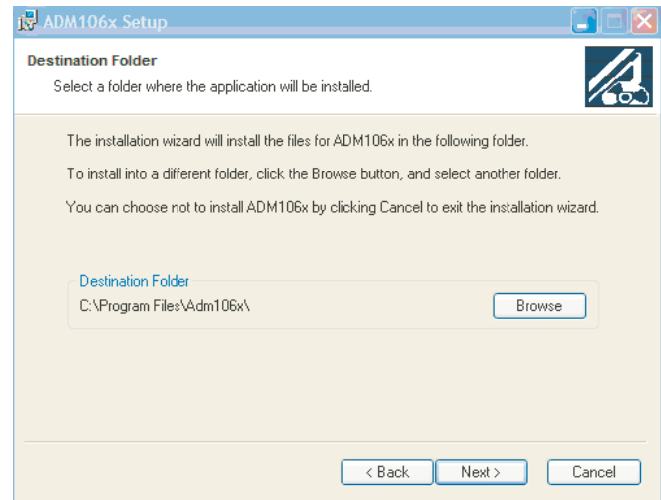 ADM106x Setup
Destination Folder
Select a folder where the application will be installed.
The installation wizard will install the files for ADM106x in the following folder.
To install into a different folder, click the Browse button, and select another folder.
You can choose not to install ADM106x by clicking Cancel to exit the installation wizard.
Destination Folder
C:\Program Files\Adm106x\
Browse
< Back
Next >
Cancel